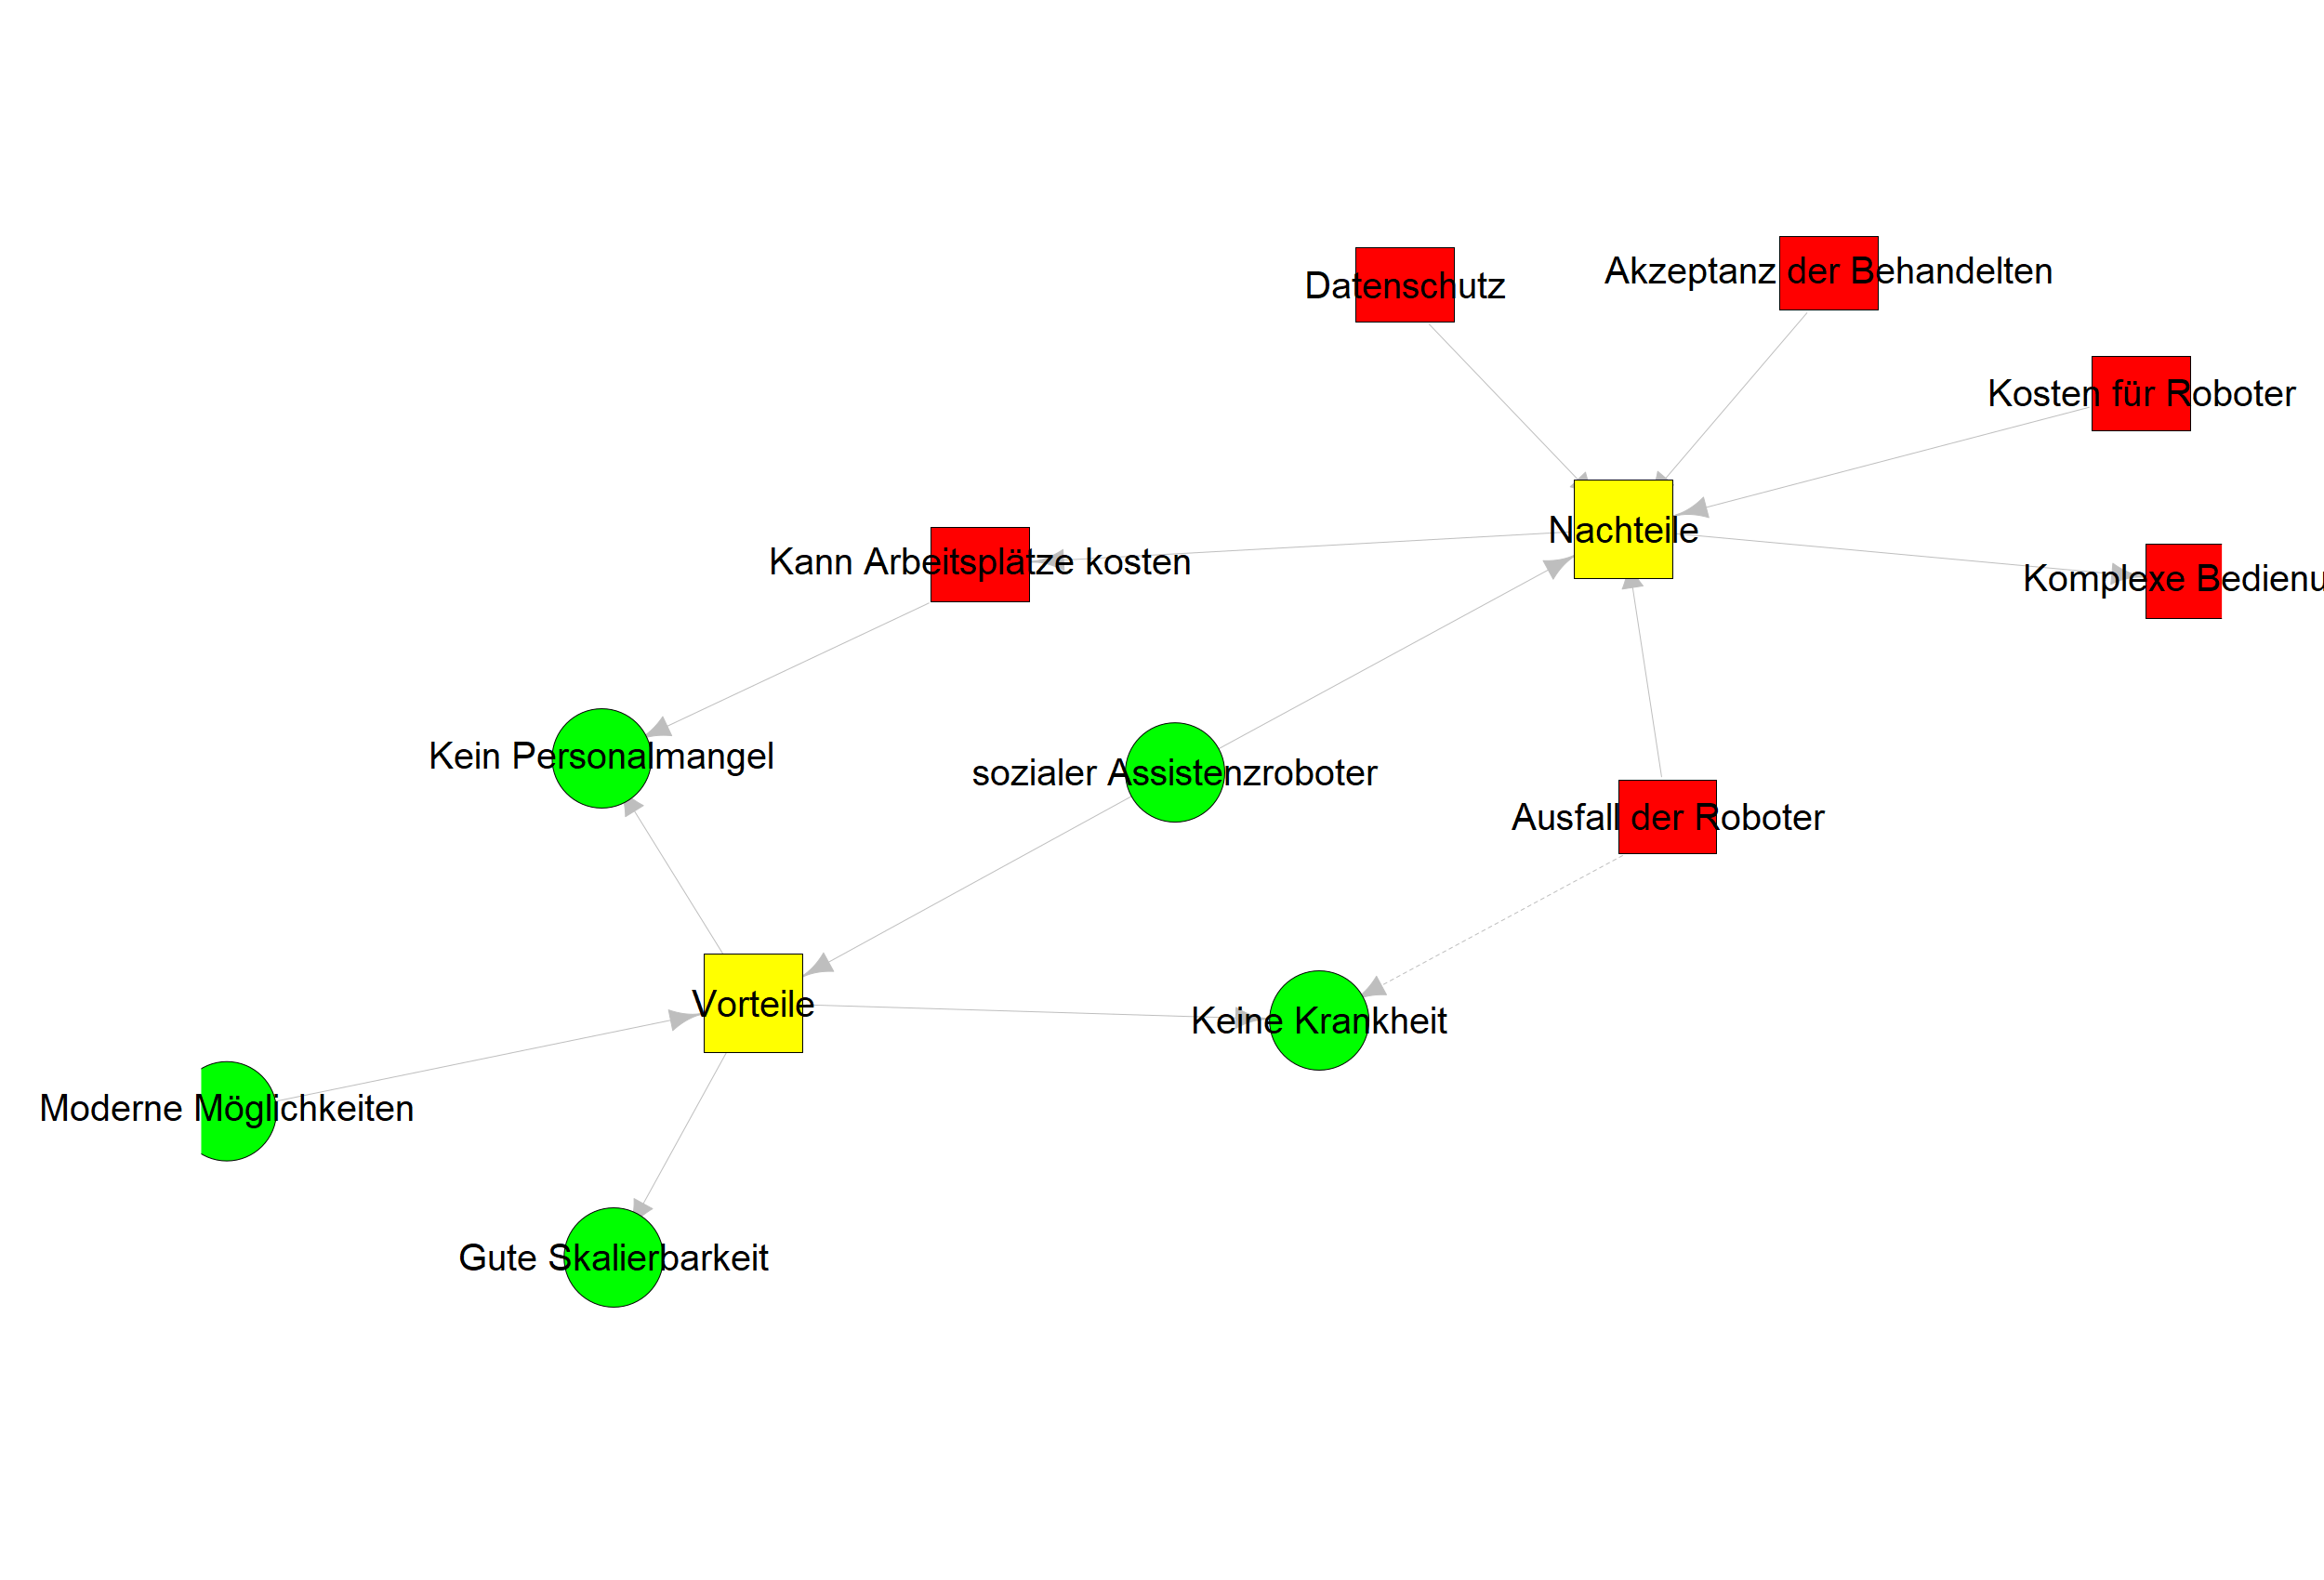 Akzeptanz der Behandelten
Datenschutz
Kosten für Roboter
Nachteile
Kann Arbeitsplätze kosten
Komplexe Bedienu
Kein Personalmangel
sozialer Assistenzroboter
Ausfall der Roboter
Vorteile
Keine Krankheit
Moderne Möglichkeiten
Gute Skalierbarkeit